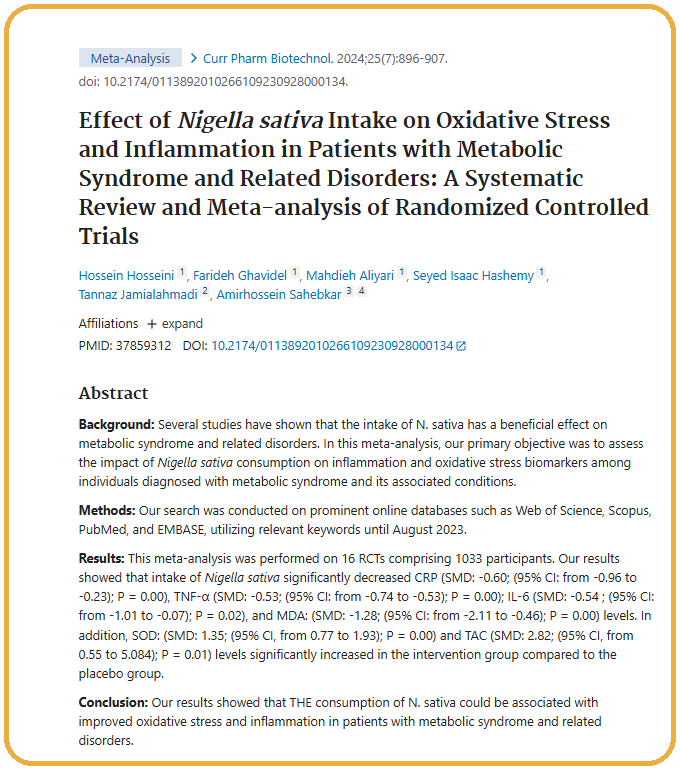 Meta-Analysis > Curr Pharm Biotechnol. 2024;25(7):896-907.
doi: 10.2174/0113892010266109230928000134.
Effect of Nigella sativa Intake on Oxidative Stress
and Inflammation in Patients with Metabolic
Syndrome and Related Disorders: A Systematic
Review and Meta-analysis of Randomized Controlled
Trials
Hossein Hosseini 1, Farideh Ghavidel 1, Mahdieh Aliyari 1, Seyed Isaac Hashemy 1,
Tannaz Jamialahmadi 2, Amirhossein Sahebkar 3 4
Affiliations + expand
PMID: 37859312 DOI: 10.2174/0113892010266109230928000134
Abstract
Background: Several studies have shown that the intake of N. sativa has a beneficial effect on
metabolic syndrome and related disorders. In this meta-analysis, our primary objective was to assess
the impact of Nigella sativa consumption on inflammation and oxidative stress biomarkers among
individuals diagnosed with metabolic syndrome and its associated conditions.
Methods: Our search was conducted on prominent online databases such as Web of Science, Scopus,
PubMed, and EMBASE, utilizing relevant keywords until August 2023.
Results: This meta-analysis was performed on 16 RCTs comprising 1033 participants. Our results
showed that intake of Nigella sativa significantly decreased CRP (SMD: -0.60; (95% CI: from -0.96 to
-0.23); P = 0.00), TNF-α (SMD: -0.53; (95% CI: from -0.74 to -0.53); P = 0.00); IL-6 (SMD: -0.54 ; (95% CI:
from -1.01 to -0.07); P = 0.02), and MDA: (SMD: -1.28; (95% CI: from -2.11 to -0.46); P = 0.00) levels. In
addition, SOD: (SMD: 1.35; (95% CI, from 0.77 to 1.93); P = 0.00) and TAC (SMD: 2.82; (95% CI, from
0.55 to 5.084); P = 0.01) levels significantly increased in the intervention group compared to the
placebo group.
Conclusion: Our results showed that THE consumption of N. sativa could be associated with
improved oxidative stress and inflammation in patients with metabolic syndrome and related
disorders.